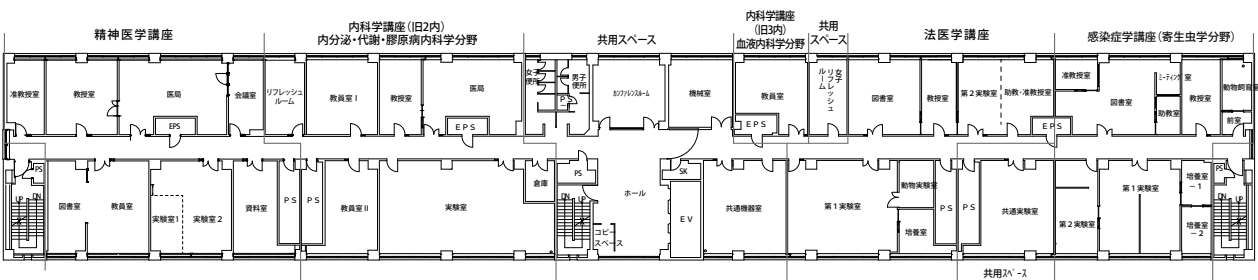 精神医学講座
内科学講座（旧2内）
内分泌・代謝・膠原病内科学分野
共用スペース
内科学講座
（旧3内）
血液内科学分野
共用
スペース
法医学講座
感染症学講座（寄生虫学分野）
准教授室
教授室
医局
EPS
会議室
リフレッシュ
ルーム
教員室 I
教授室
医局
EPS
女子
便所
PS
男子
便所
カンファレンスルーム
機械室
教員室
EPS
女子
リフレッシュ
ルーム
図書室
教授室
第2実験室
助教・准教授室
EPS
准教授室
図書室
ミーティング室
助教室
教授室
動物飼育室
前室
PS
UP
DN
図書室
教員室
実験室1
実験室2
資料室
PS
PS
教員室II
実験室
倉庫
PS
DN
UP
コピー
スペース
ホール
SK
EV
共通機器室
第1実験室
動物実験室
培養室
PS
PS
共通実験室
第2実験室
第1実験室
培養室
-1
培養室
-2
PS
DN
UP
共用スペース